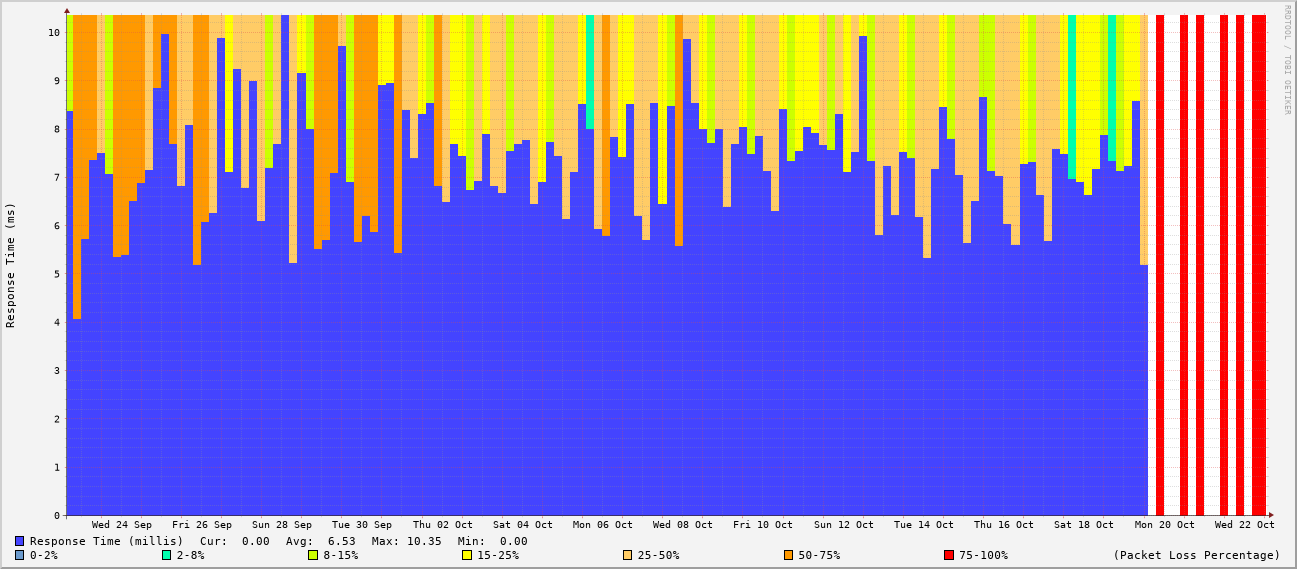 RRDTOOL / TOBI OETIKER
Response Time (ms)
10
9
8
7
6
5
4
3
2
1
0
Wed 24 Sep Fri 26 Sep Sun 28 Sep Tue 30 Sep Thu 02 Oct Sat 04 Oct Mon 06 Oct Wed 08 Oct Fri 10 Oct Sun 12 Oct Tue 14 Oct Thu 16 Oct Sat 18 Oct Mon 20 Oct Wed 22 Oct
Response Time (millis) Cur: 0.00 Avg: 6.53 Max: 10.35 Min: 0.00
0-2% 2-8% 8-15% 15-25% 25-50% 50-75% 75-100% (Packet Loss Percentage)